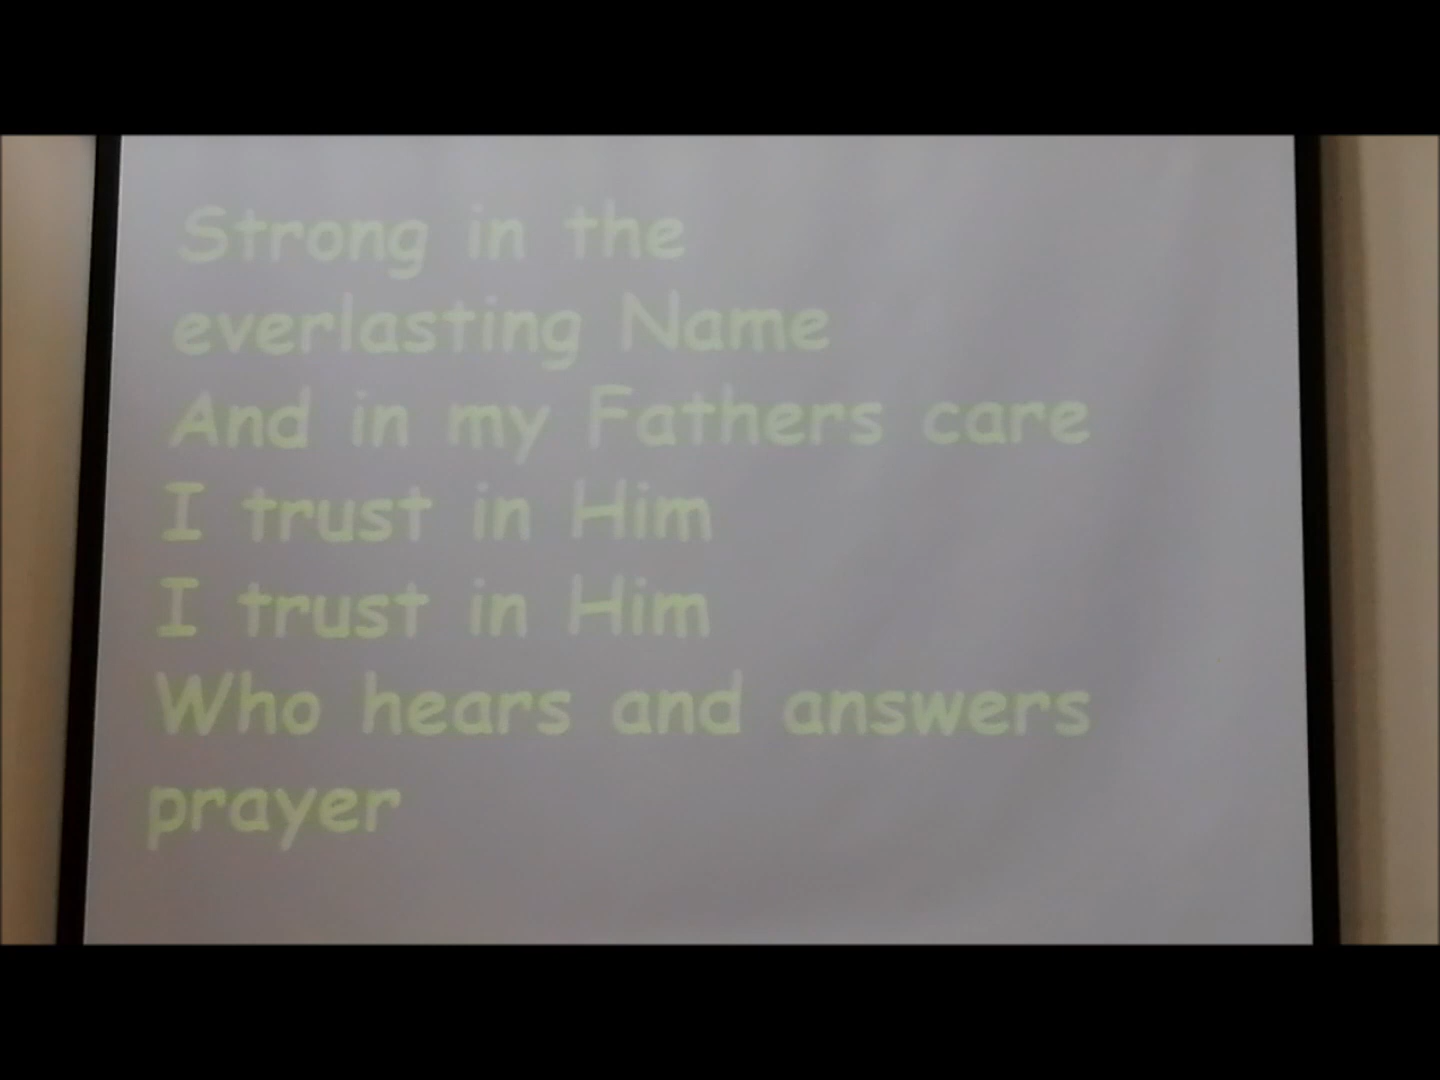 Strong in the
everlasting Name
And in my Fathers care
I trust in Him
I trust in Him
Who hears and answers
prayer